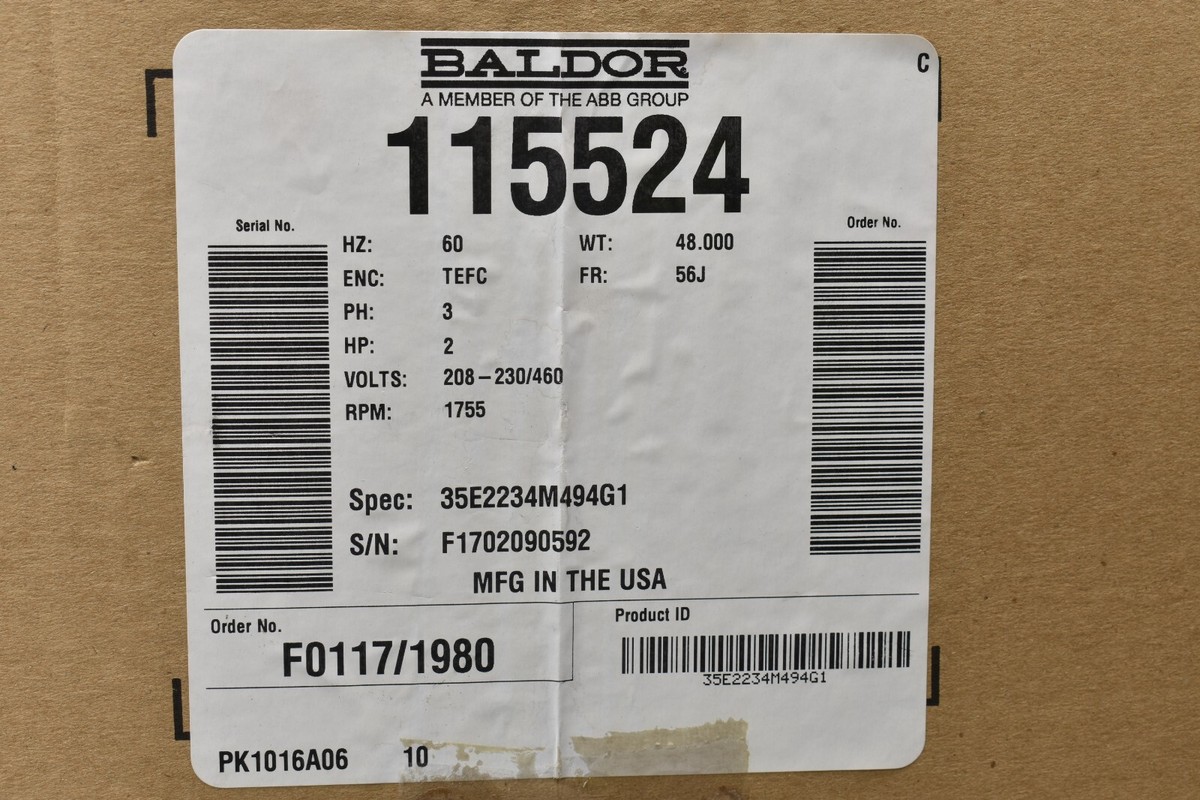 C
BALDOR®
A MEMBER OF THE ABB GROUP
115524
Serial No.
Order No.
HZ: 60 WT: 48.000
ENC: TEFC FR: 56J
PH: 3
HP: 2
VOLTS: 208-230/460
RPM: 1755
Spec: 35E2234M494G1
S/N: F1702090592
MFG IN THE USA
Order No.
F0117/1980
Product ID
35E2234M494G1
PK1016A06 10